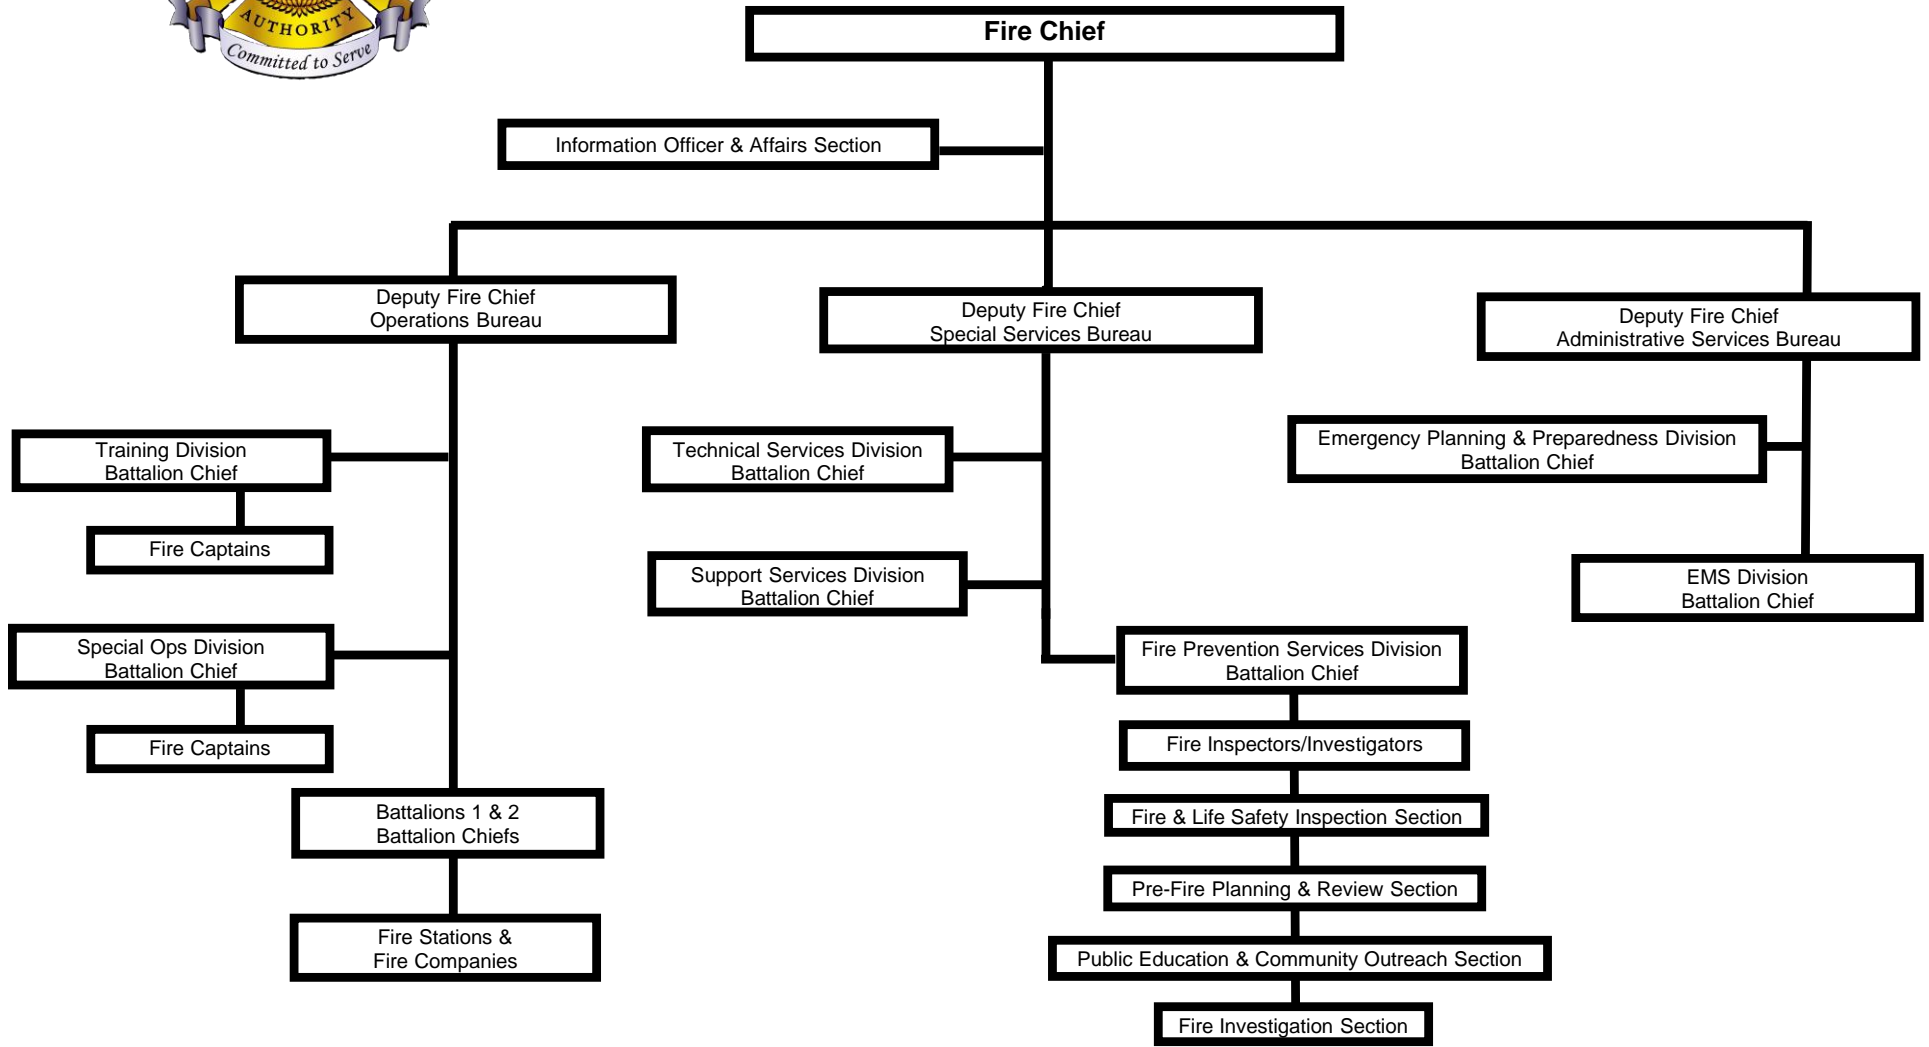 AUTHORITY
Committed to Serve
Fire Chief
Information Officer & Affairs Section
Deputy Fire Chief
Operations Bureau
Deputy Fire Chief
Special Services Bureau
Deputy Fire Chief
Administrative Services Bureau
Training Division
Battalion Chief
Technical Services Division
Battalion Chief
Emergency Planning & Preparedness Division
Battalion Chief
Fire Captains
Support Services Division
Battalion Chief
EMS Division
Battalion Chief
Special Ops Division
Battalion Chief
Fire Prevention Services Division
Battalion Chief
Fire Captains
Fire Inspectors/Investigators
Battalions 1 & 2
Battalion Chiefs
Fire & Life Safety Inspection Section
Pre-Fire Planning & Review Section
Fire Stations &
Fire Companies
Public Education & Community Outreach Section
Fire Investigation Section